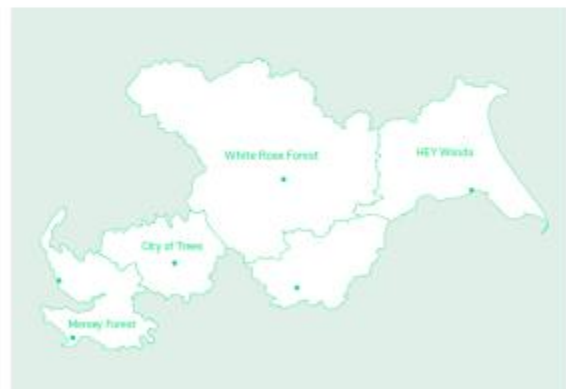 White Rose Forest
HEY Woods
City of Trees
Mersey Forest